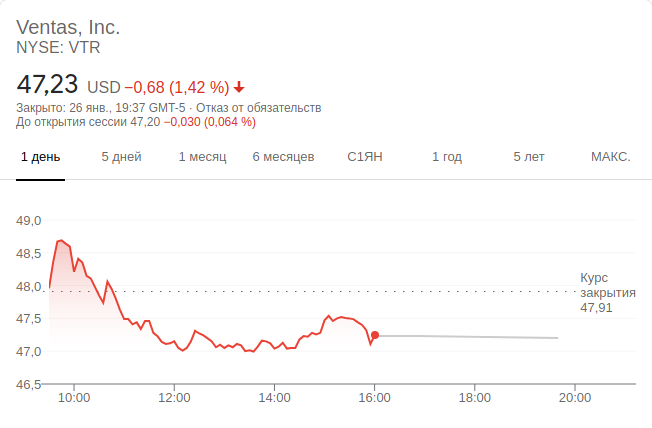 Ventas, Inc.
NYSE: VTR
47,23 USD −0,68 (1,42 %)
Закрыто: 26 янв., 19:37 GMT-5 · Отказ от обязательств
До открытия сессии 47,20 −0,030 (0,064 %)
1 день 5 дней 1 месяц 6 месяцев С1ЯН 1 год 5 лет МАКС.
49,0
48,5
48,0
47,5
47,0
46,5
Курс
закрытия
47,91
10:00 12:00 14:00 16:00 18:00 20:00